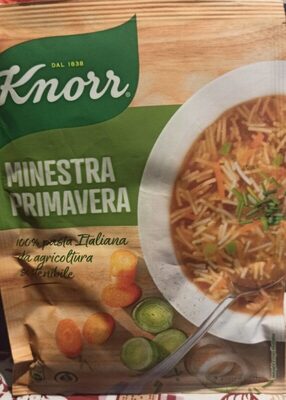 DAL 1838
Knorr
MINESTRA
PRIMAVERA
100% pasta Italiana
da agricoltura
sostenibile